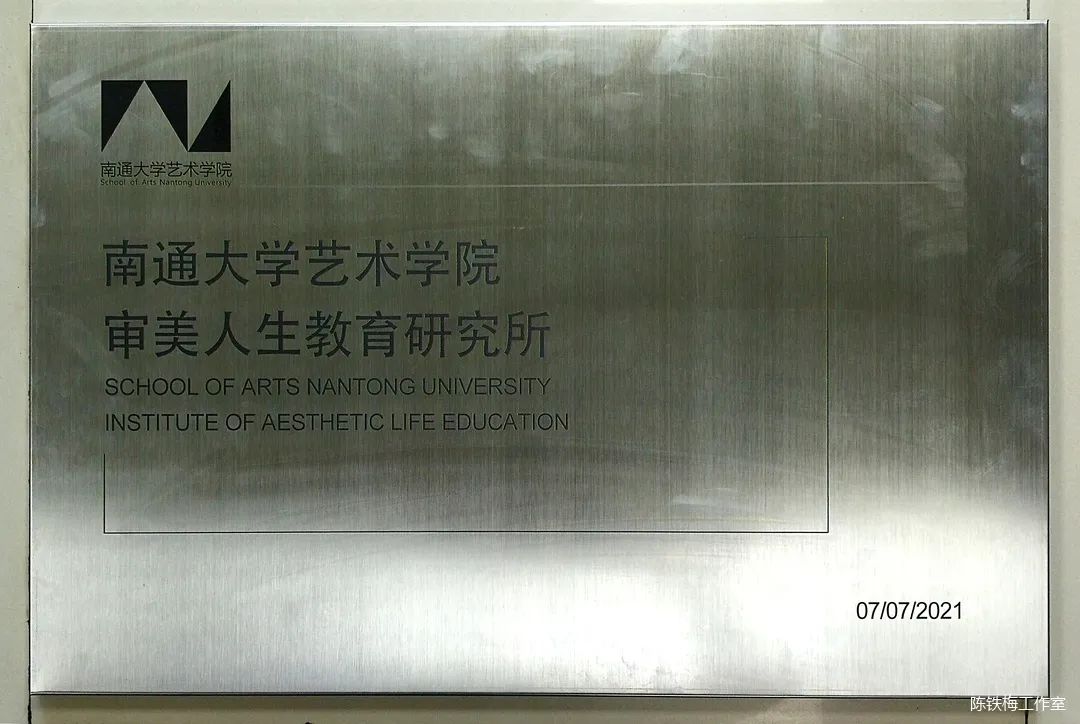 南通大学艺术学院
School of Arts Nantong University
南通大学艺术学院
审美人生教育研究所
SCHOOL OF ARTS NANTONG UNIVERSITY
INSTITUTE OF AESTHETIC LIFE EDUCATION
07/07/2021
陈铁梅工作室